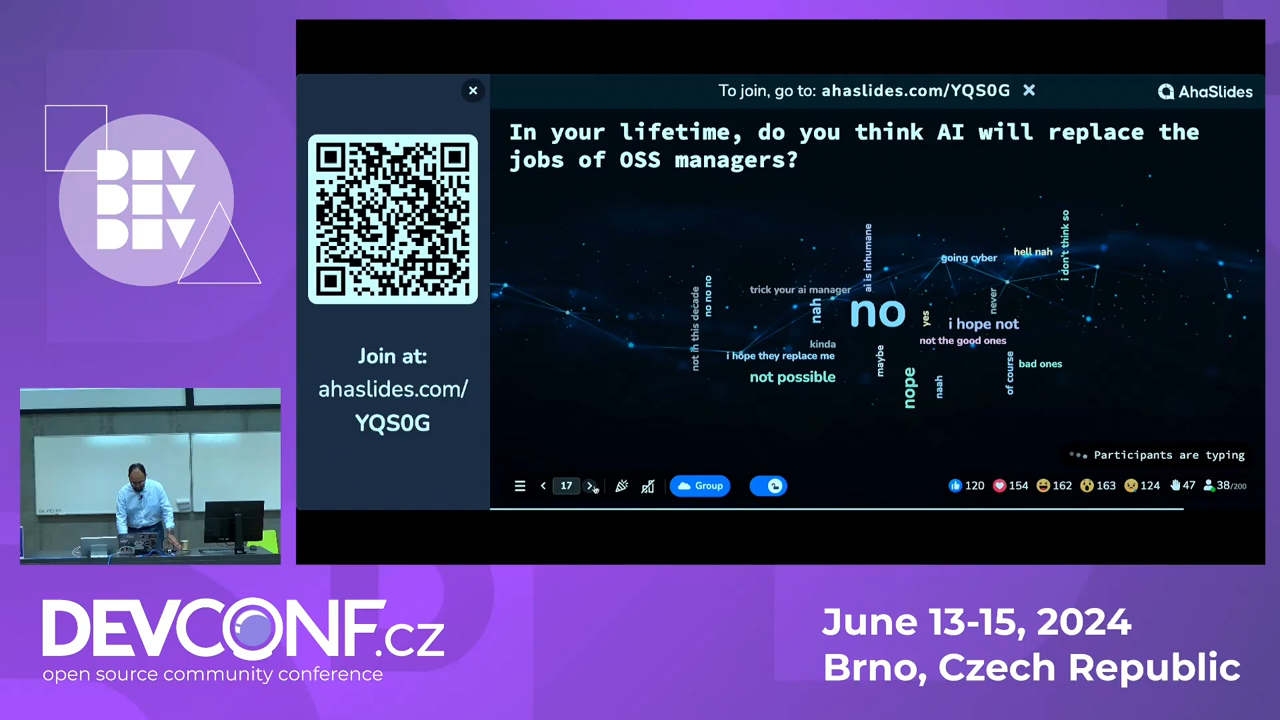 DEV
DEV
DEV
To join, go to: ahaslides.com/YQS0G
AhaSlides
In your lifetime, do you think AI will replace the
jobs of OSS managers?
Join at:
ahaslides.com/
YQS0G
not in this decade
no no no
trick your ai manager
nah
ai is inhumane
no
going cyber
hell nah
i don't think so
never
yes
i hope not
not the good ones
kinda
i hope they replace me
not possible
maybe
nope
naah
of course
bad ones
Participants are typing
17
Group
120
154
162
163
124
47
38/200
DEVCONF.cz
open source community conference
June 13-15, 2024
Brno, Czech Republic